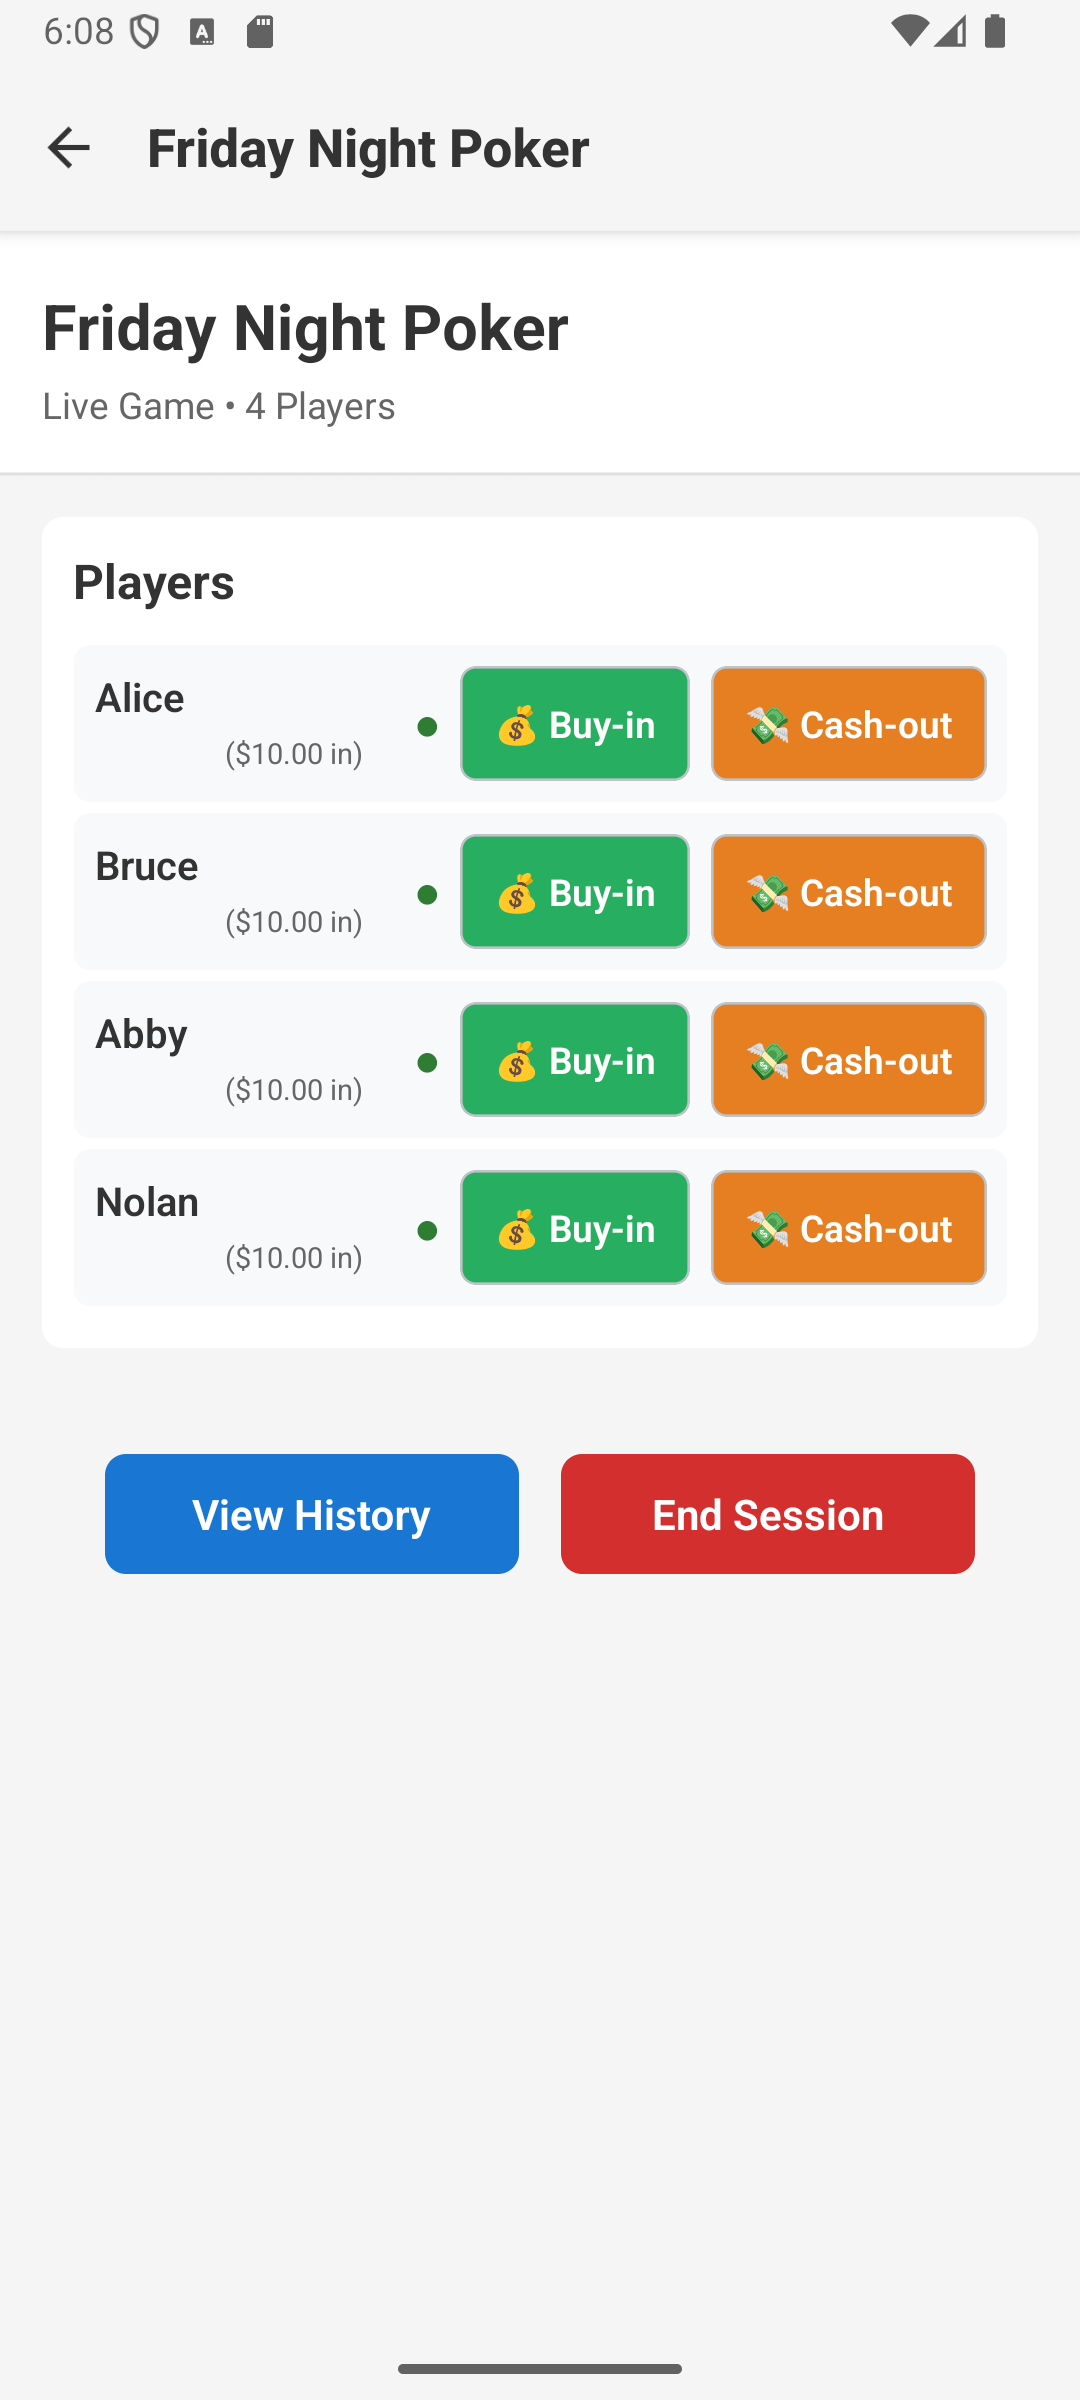 6:08
Friday Night Poker
Friday Night Poker
Live Game • 4 Players
Players
Alice
($10.00 in)
💰 Buy-in
💸 Cash-out
Bruce
($10.00 in)
💰 Buy-in
💸 Cash-out
Abby
($10.00 in)
💰 Buy-in
💸 Cash-out
Nolan
($10.00 in)
💰 Buy-in
💸 Cash-out
View History
End Session